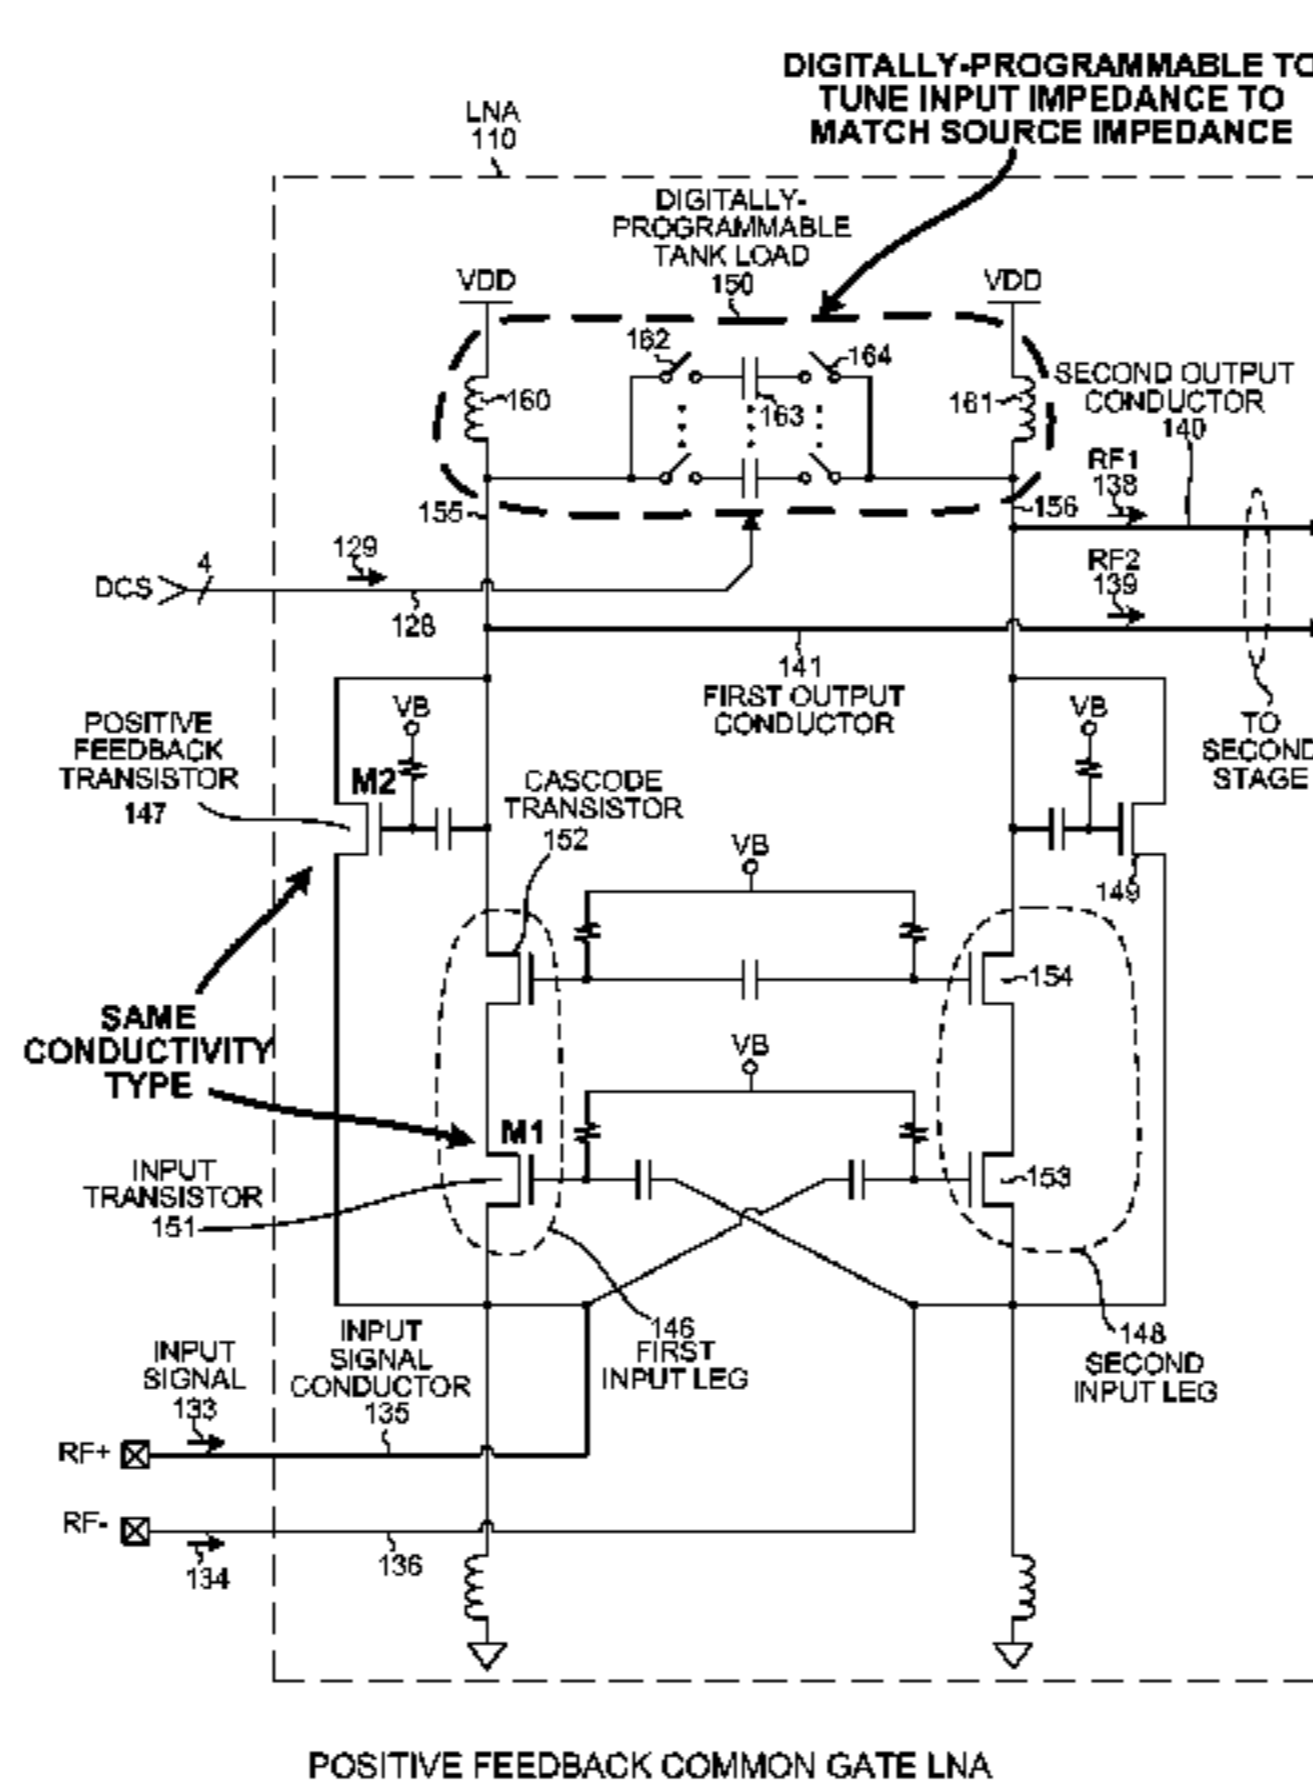 DIGITALLY-PROGRAMMABLE TO
TUNE INPUT IMPEDANCE TO
MATCH SOURCE IMPEDANCE
LNA
110
DIGITALLY-
PROGRAMMABLE
TANK LOAD
150
VDD
VDD
162
164
160
163
161
SECOND OUTPUT
CONDUCTOR
140
RF1
138
155
156
129
4
DCS
128
RF2
139
141
FIRST OUTPUT
CONDUCTOR
TO
SECOND
STAGE
POSITIVE
FEEDBACK
TRANSISTOR
147
M2
VB
VB
CASCODE
TRANSISTOR
152
VB
149
154
SAME
CONDUCTIVITY
TYPE
VB
M1
INPUT
TRANSISTOR
151
153
146
FIRST
INPUT LEG
148
SECOND
INPUT LEG
INPUT
SIGNAL
133
INPUT
SIGNAL
CONDUCTOR
135
RF+
RF-
134
136
POSITIVE FEEDBACK COMMON GATE LNA